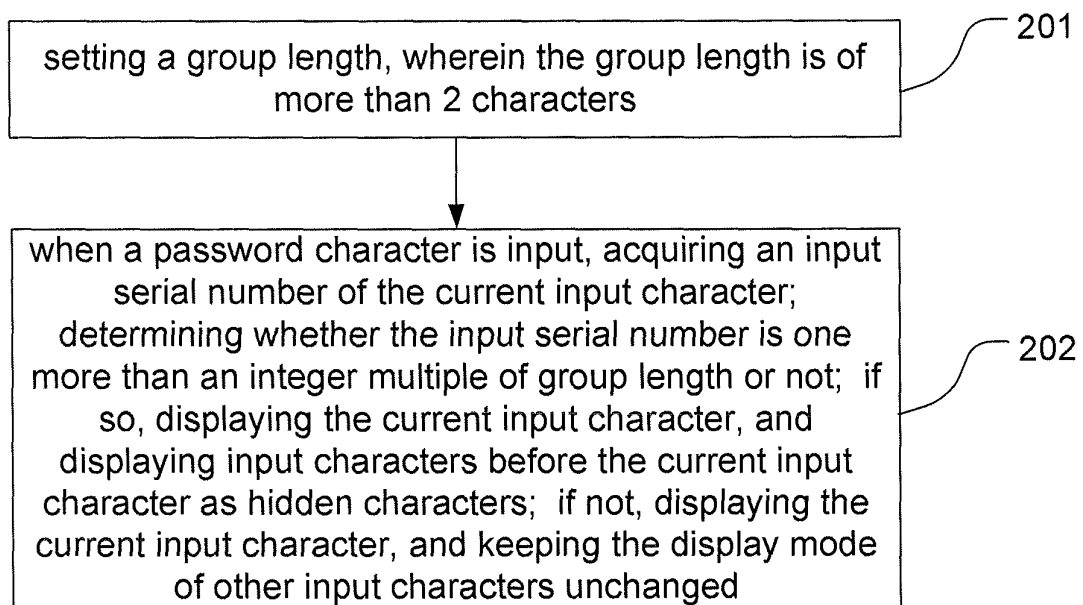 setting a group length, wherein the group length is of
more than 2 characters
201
when a password character is input, acquiring an input
serial number of the current input character;
determining whether the input serial number is one
more than an integer multiple of group length or not; if
so, displaying the current input character, and
displaying input characters before the current input
character as hidden characters; if not, displaying the
current input character, and keeping the display mode
of other input characters unchanged
202